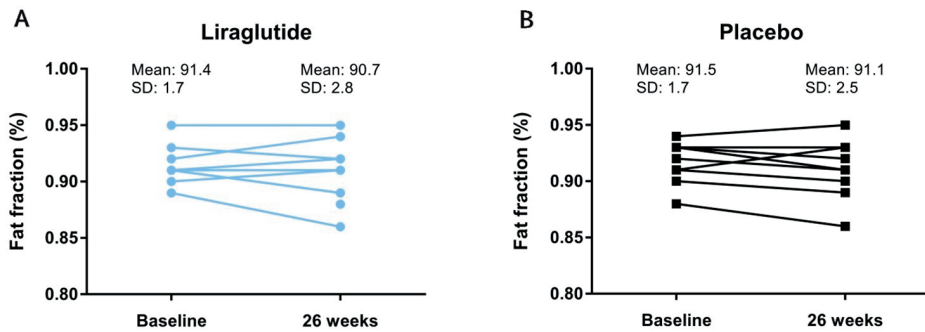 A
Liraglutide
Mean: 91.4
SD: 1.7
Mean: 90.7
SD: 2.8
Fat fraction (%)
1.00
0.95
0.90
0.85
0.80
Baseline
26 weeks
B
Placebo
Mean: 91.5
SD: 1.7
Mean: 91.1
SD: 2.5
Fat fraction (%)
1.00
0.95
0.90
0.85
0.80
Baseline
26 weeks